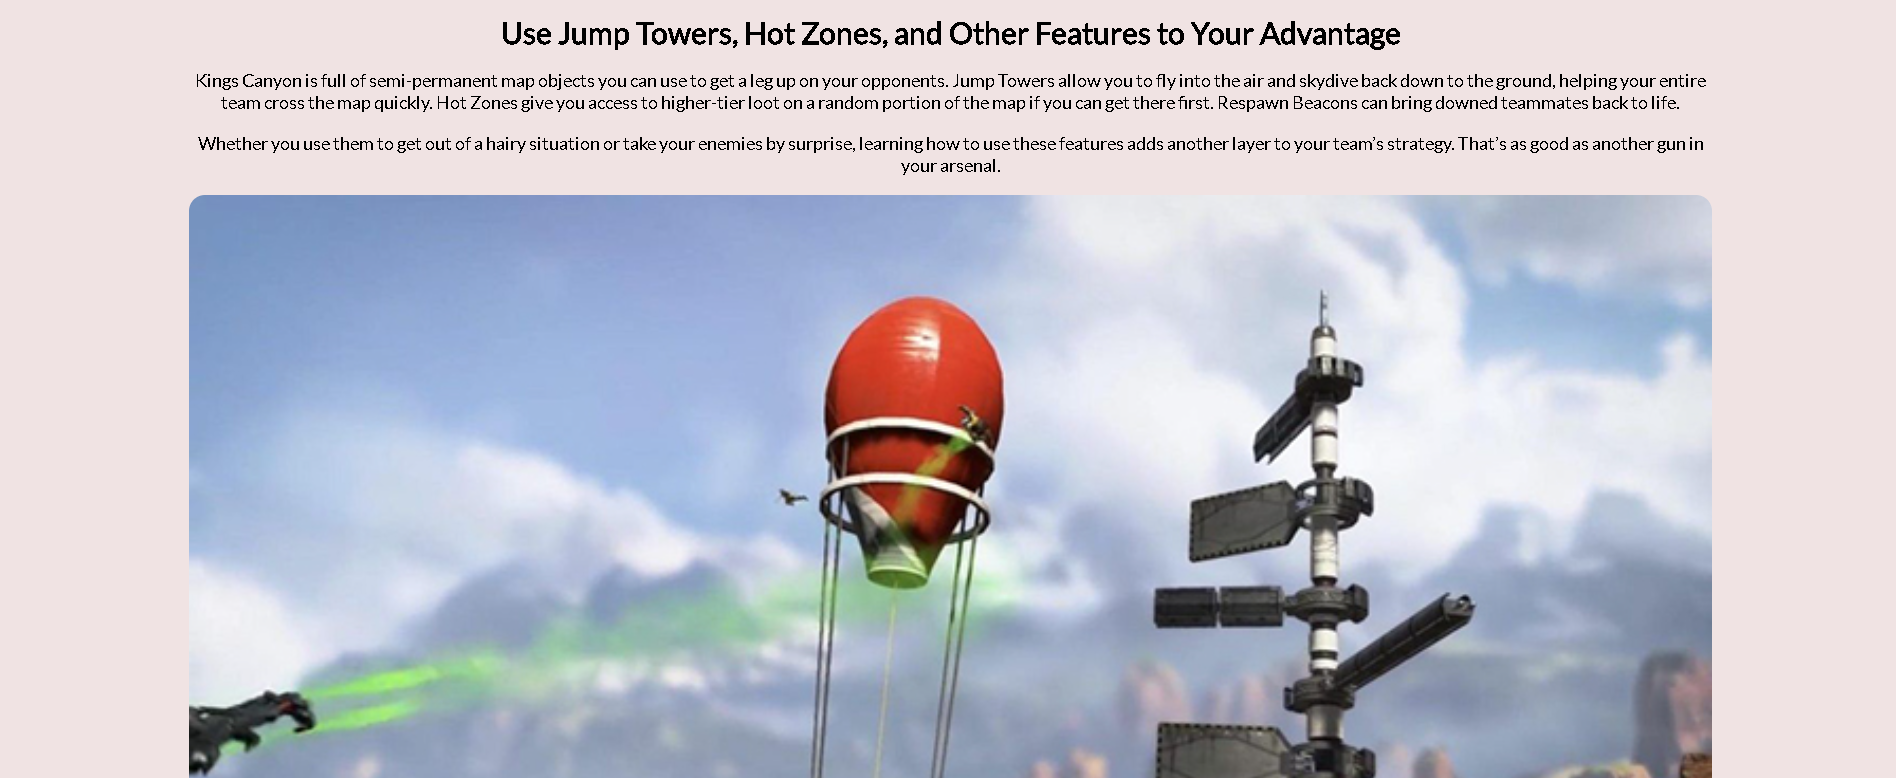 Use Jump Towers, Hot Zones, and Other Features to Your Advantage
Kings Canyon is full of semi-permanent map objects you can use to get a leg up on your opponents. Jump Towers allow you to fly into the air and skydive back down to the ground, helping your entire
team cross the map quickly. Hot Zones give you access to higher-tier loot on a random portion of the map if you can get there first. Respawn Beacons can bring downed teammates back to life.
Whether you use them to get out of a hairy situation or take your enemies by surprise, learning how to use these features adds another layer to your team’s strategy. That’s as good as another gun in
your arsenal.